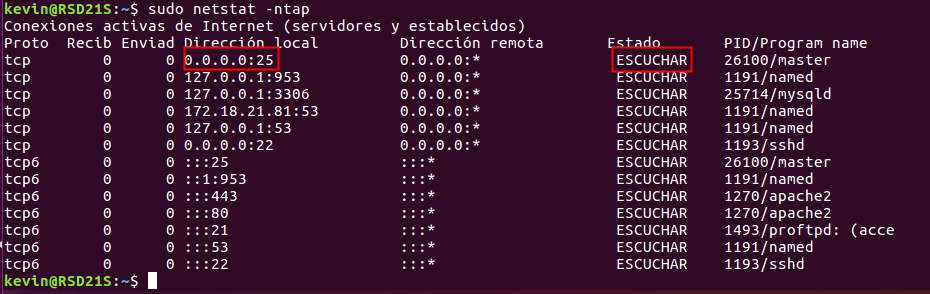 kevin@RSD21S:~$ sudo netstat -ntap
Conexiones activas de Internet (servidores y establecidos)
Proto  Recib Enviad Dirección local         Dirección remota        Estado      PID/Program name
tcp        0      0 0.0.0.0:25              0.0.0.0:*               ESCUCHAR    26100/master
tcp        0      0 127.0.0.1:953           0.0.0.0:*               ESCUCHAR    1191/named
tcp        0      0 127.0.0.1:3306          0.0.0.0:*               ESCUCHAR    25714/mysqld
tcp        0      0 172.18.21.81:53         0.0.0.0:*               ESCUCHAR    1191/named
tcp        0      0 127.0.0.1:53            0.0.0.0:*               ESCUCHAR    1191/named
tcp        0      0 0.0.0.0:22              0.0.0.0:*               ESCUCHAR    1193/sshd
tcp6       0      0 :::25                   :::*                    ESCUCHAR    26100/master
tcp6       0      0 ::1:953                 :::*                    ESCUCHAR    1191/named
tcp6       0      0 :::443                  :::*                    ESCUCHAR    1270/apache2
tcp6       0      0 :::80                   :::*                    ESCUCHAR    1270/apache2
tcp6       0      0 :::21                   :::*                    ESCUCHAR    1493/proftpd: (acce
tcp6       0      0 :::53                   :::*                    ESCUCHAR    1191/named
tcp6       0      0 :::22                   :::*                    ESCUCHAR    1193/sshd
kevin@RSD21S:~$